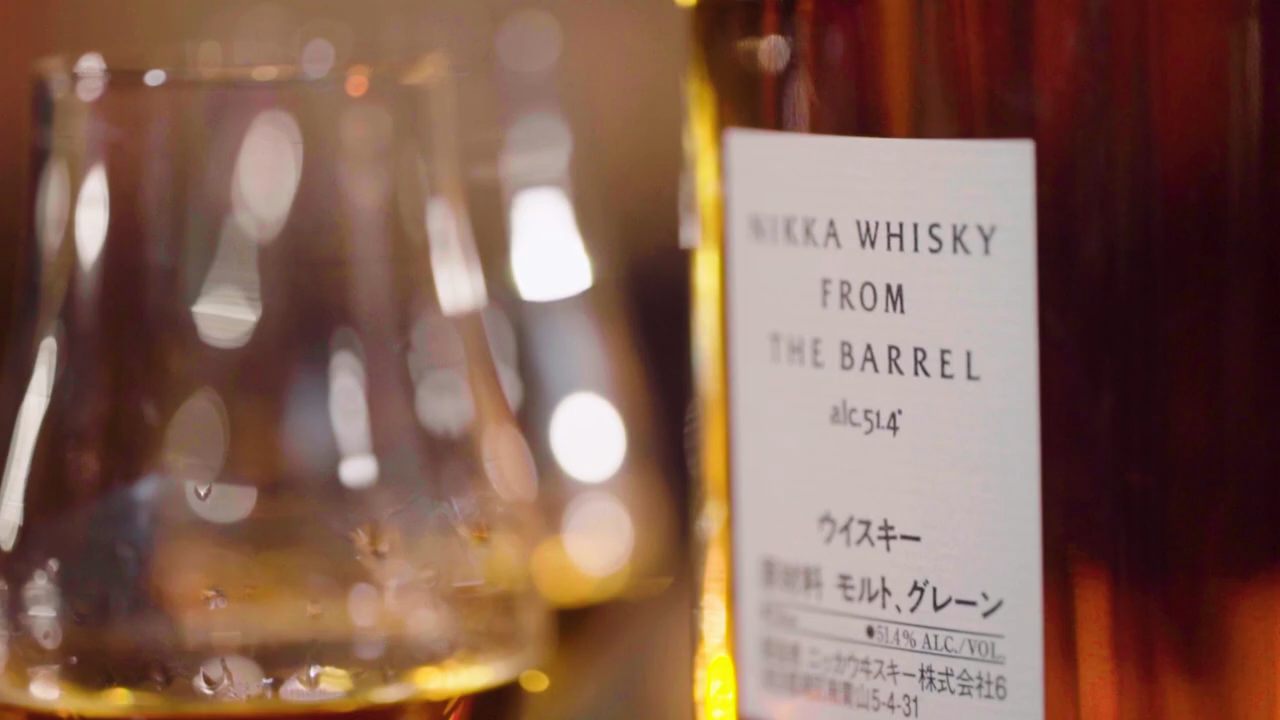 NIKKA WHISKY
FROM
THE BARREL
alc.51.4°
ウイスキー
原材料 モルト、グレーン
●51.4% ALC./VOL.
ニッカウヰスキー株式会社6
5-4-31